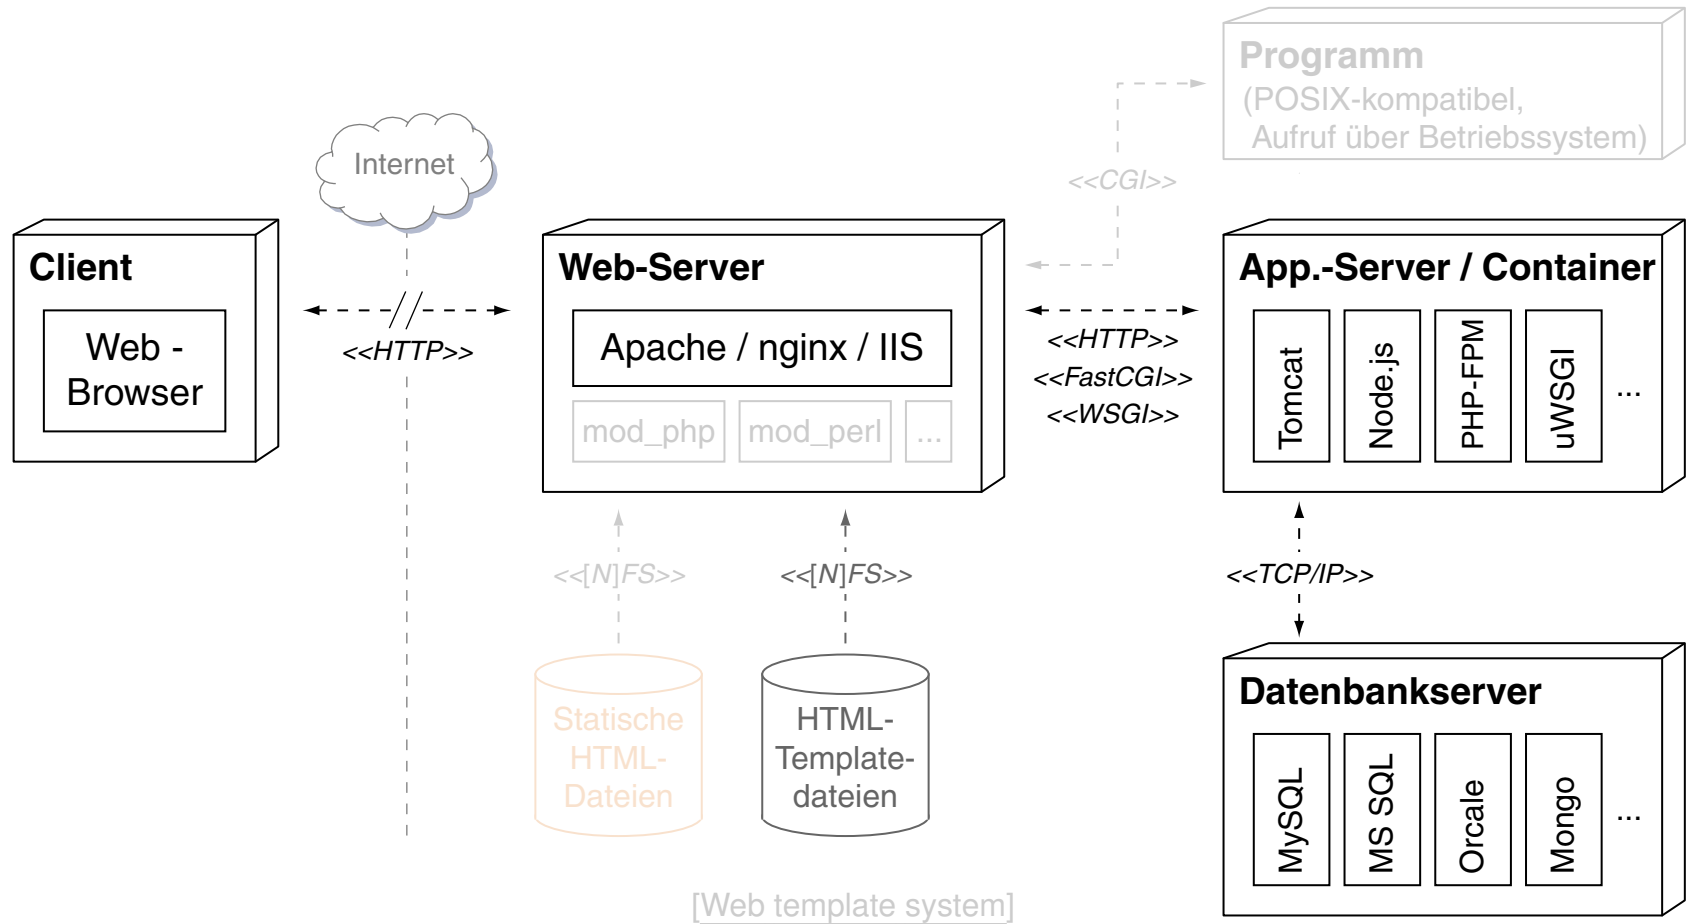 Programm
(POSIX-kompatibel,
Aufruf über Betriebssystem)
Internet
<<CGI>>
Client
Web -
Browser
<<HTTP>>
Web-Server
Apache / nginx / IIS
mod_php
mod_perl
...
<<HTTP>>
<<FastCGI>>
<<WSGI>>
App.-Server / Container
Tomcat
Node.js
PHP-FPM
uWSGI
...
<<[N]FS>>
<<[N]FS>>
<<TCP/IP>>
Statische
HTML-
Dateien
HTML-
Template-
dateien
Datenbankserver
MySQL
MS SQL
Orcale
Mongo
...
[Web template system]